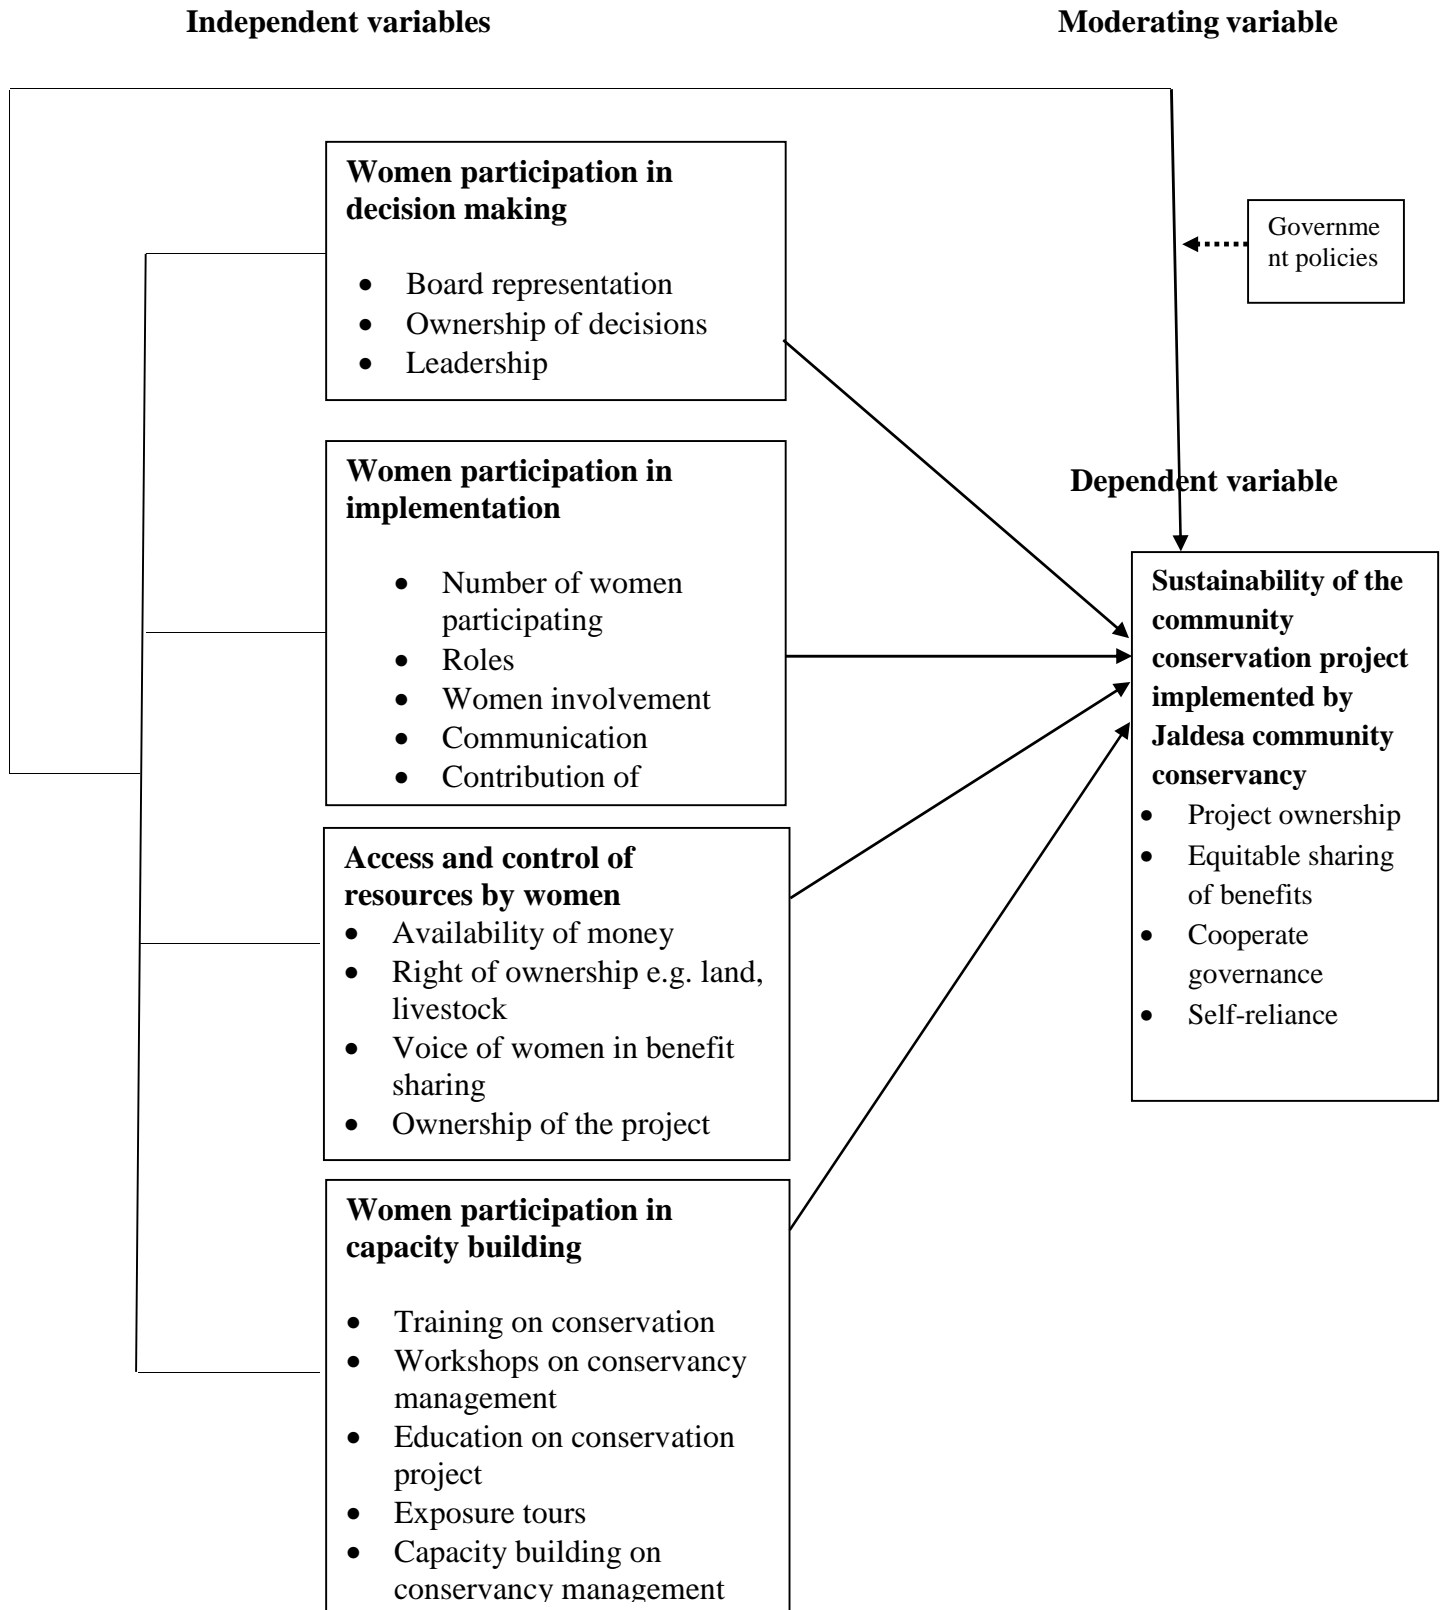 Independent variables
Moderating variable
Women participation in
decision making
• Board representation
• Ownership of decisions
• Leadership
Governme
nt policies
Women participation in
implementation
• Number of women
participating
• Roles
• Women involvement
• Communication
• Contribution of
Access and control of
resources by women
• Availability of money
• Right of ownership e.g. land,
livestock
• Voice of women in benefit
sharing
• Ownership of the project
Women participation in
capacity building
• Training on conservation
• Workshops on conservancy
management
• Education on conservation
project
• Exposure tours
• Capacity building on
conservancy management
Dependent variable
Sustainability of the
community
conservation project
implemented by
Jaldesa community
conservancy
• Project ownership
• Equitable sharing
of benefits
• Cooperate
governance
• Self-reliance